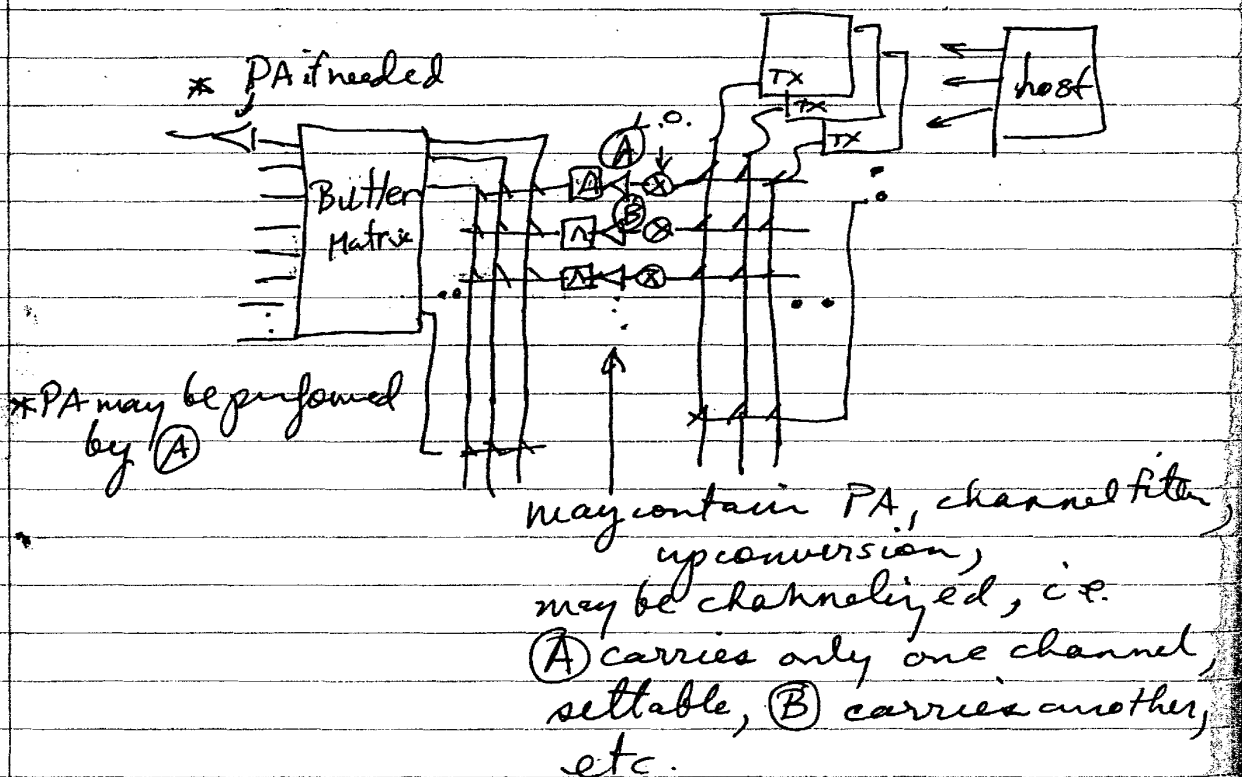 * PA if needed
TX
TX
TX
host
L.O.
A
B
Butler
Matrix
*PA may be perfomed
by A
may contain PA, channel filter,
upconversion,
may be channelized, i.e.
A carries only one channel,
settable, B carries another,
etc.